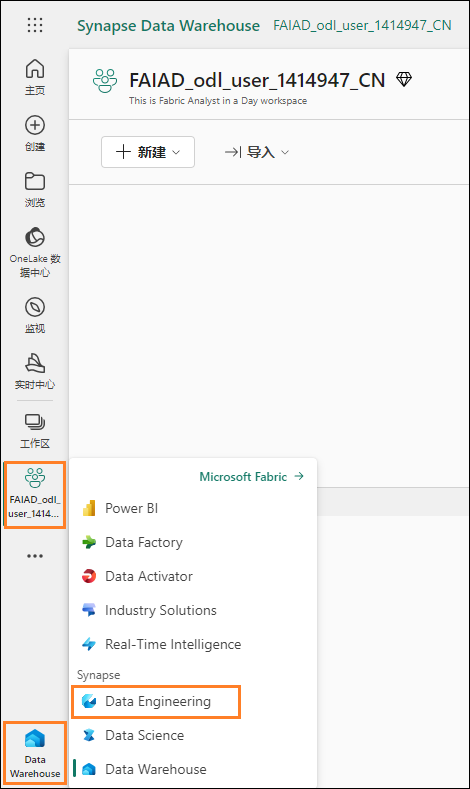 Synapse Data Warehouse FAIAD_odl_user_1414947_CN
主页
创建
浏览
OneLake 数
据中心
监视
实时中心
工作区
FAIAD_odl_
user_1414...
Data
Warehouse
FAIAD_odl_user_1414947_CN
This is Fabric Analyst in a Day workspace
新建 导入
Microsoft Fabric
Power BI
Data Factory
Data Activator
Industry Solutions
Real-Time Intelligence
Synapse
Data Engineering
Data Science
Data Warehouse